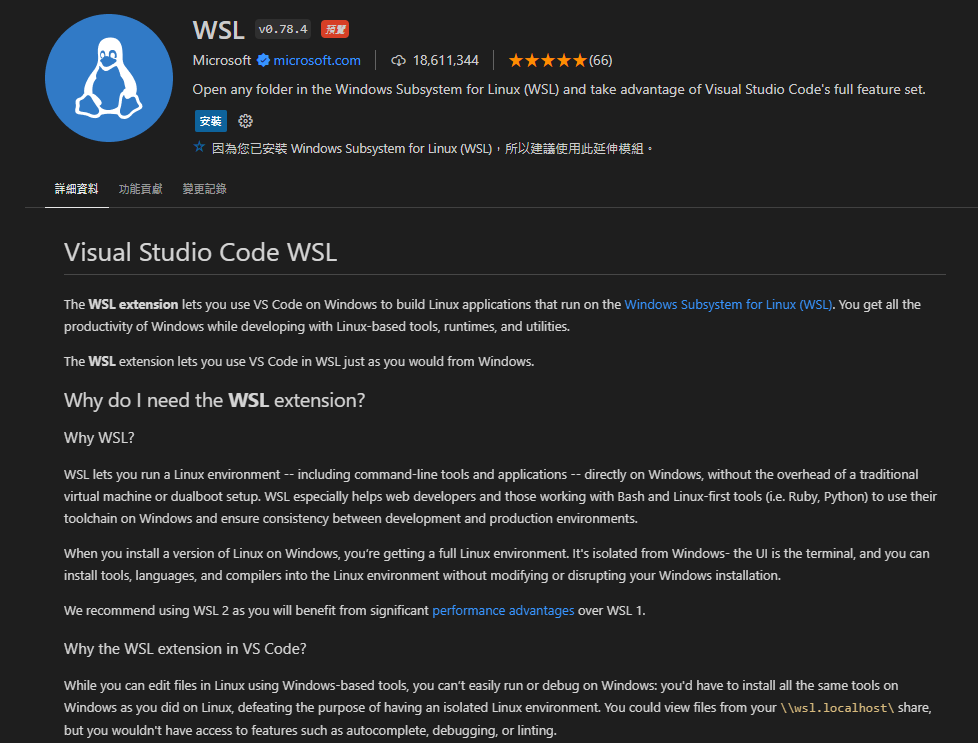 WSL v0.78.4 預覽
Microsoft microsoft.com 18,611,344 (66)
Open any folder in the Windows Subsystem for Linux (WSL) and take advantage of Visual Studio Code's full feature set.
安裝
因為您已安裝 Windows Subsystem for Linux (WSL)，所以建議使用此延伸模組。
詳細資料 功能貢獻 變更記錄
Visual Studio Code WSL
The WSL extension lets you use VS Code on Windows to build Linux applications that run on the Windows Subsystem for Linux (WSL). You get all the
productivity of Windows while developing with Linux-based tools, runtimes, and utilities.
The WSL extension lets you use VS Code in WSL just as you would from Windows.
Why do I need the WSL extension?
Why WSL?
WSL lets you run a Linux environment -- including command-line tools and applications -- directly on Windows, without the overhead of a traditional
virtual machine or dualboot setup. WSL especially helps web developers and those working with Bash and Linux-first tools (i.e. Ruby, Python) to use their
toolchain on Windows and ensure consistency between development and production environments.
When you install a version of Linux on Windows, you’re getting a full Linux environment. It's isolated from Windows- the UI is the terminal, and you can
install tools, languages, and compilers into the Linux environment without modifying or disrupting your Windows installation.
We recommend using WSL 2 as you will benefit from significant performance advantages over WSL 1.
Why the WSL extension in VS Code?
While you can edit files in Linux using Windows-based tools, you can’t easily run or debug on Windows: you'd have to install all the same tools on
Windows as you did on Linux, defeating the purpose of having an isolated Linux environment. You could view files from your \\wsl.localhost\ share,
but you wouldn't have access to features such as autocomplete, debugging, or linting.